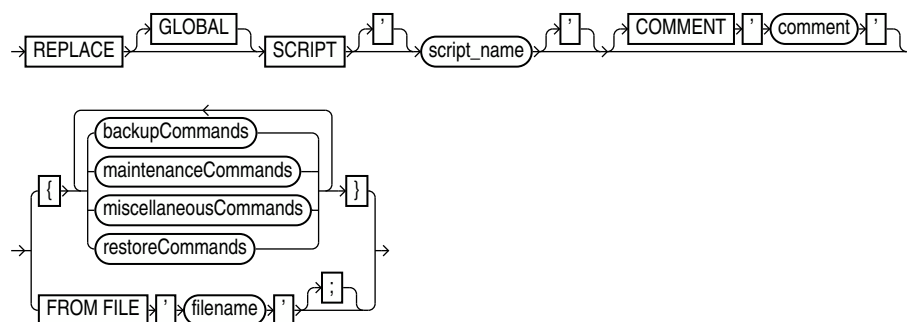 REPLACE GLOBAL SCRIPT ' script_name ' COMMENT ' comment '
{ backupCommands }
maintenanceCommands
miscellaneousCommands
restoreCommands
FROM FILE ' filename ' ;